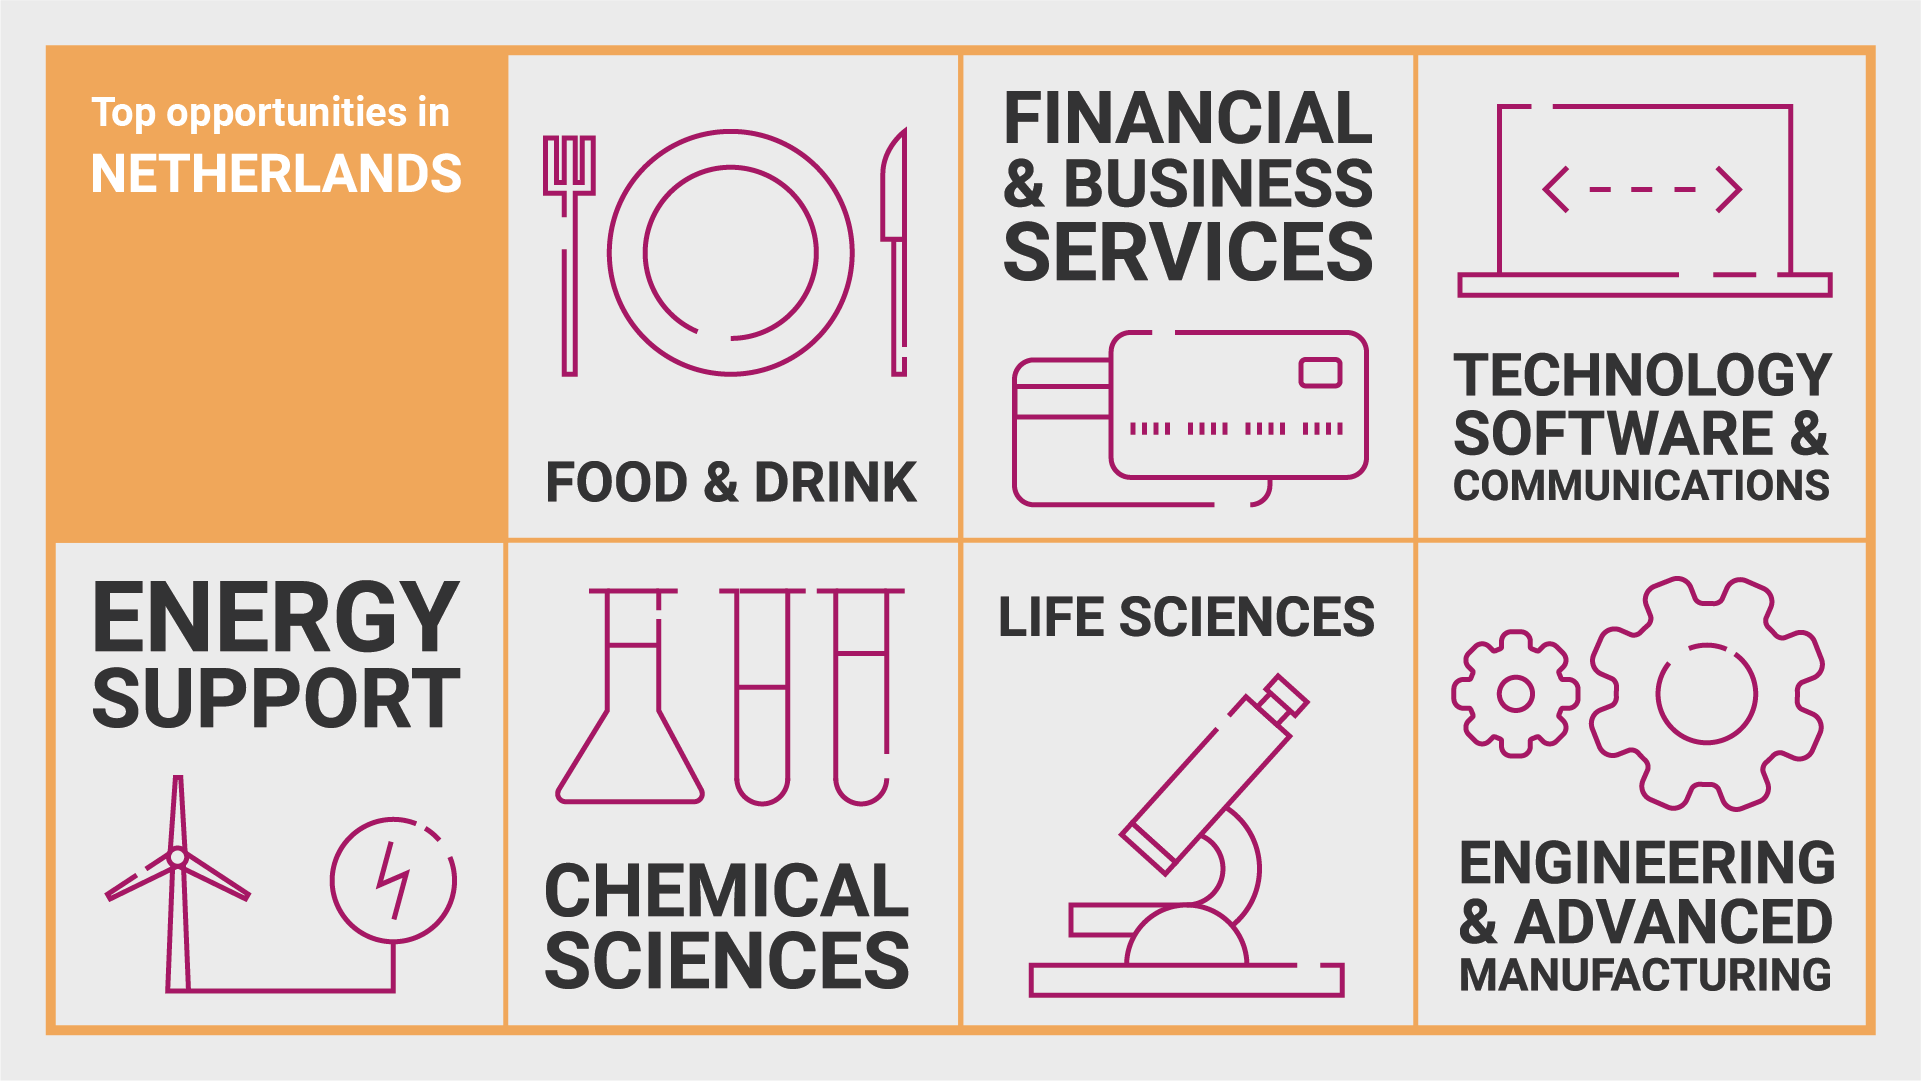 Top opportunities in
NETHERLANDS
FOOD & DRINK
FINANCIAL
& BUSINESS
SERVICES
TECHNOLOGY
SOFTWARE &
COMMUNICATIONS
ENERGY
SUPPORT
CHEMICAL
SCIENCES
LIFE SCIENCES
ENGINEERING
& ADVANCED
MANUFACTURING